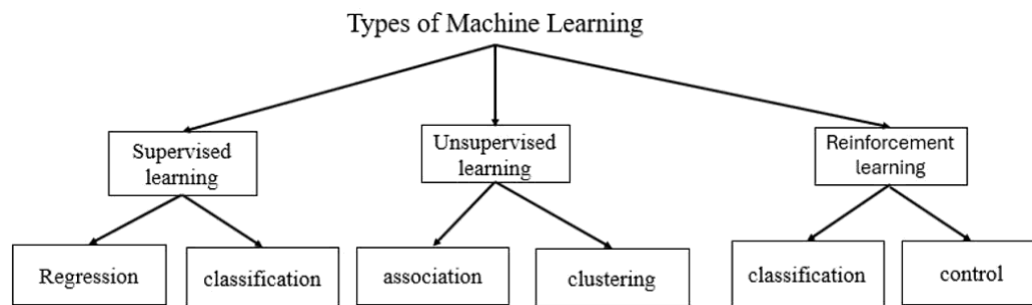 Types of Machine Learning
Supervised
learning
Unsupervised
learning
Reinforcement
learning
Regression
classification
association
clustering
classification
control